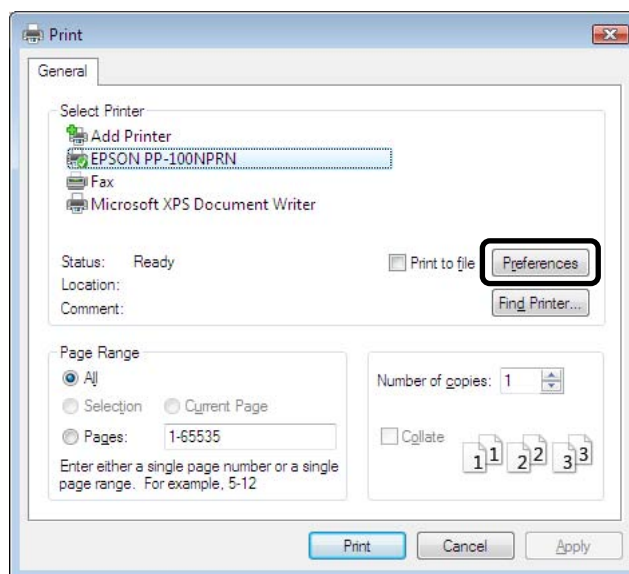 Print
General
Select Printer
Add Printer
EPSON PP-100NPRN
Fax
Microsoft XPS Document Writer
Status: Ready
Print to file
Preferences
Location:
Comment:
Find Printer...
Page Range
All
Selection
Current Page
Pages: 1-65535
Enter either a single page number or a single
page range. For example, 5-12
Number of copies: 1
Collate
1 1 2 2 3 3
Print
Cancel
Apply